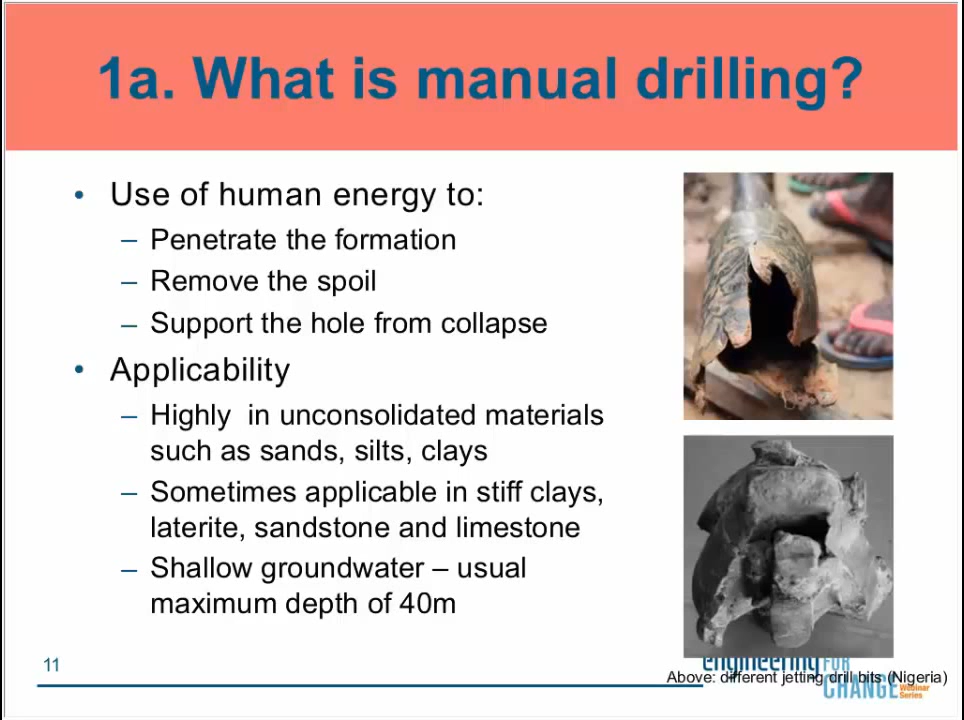 1a. What is manual drilling?
• Use of human energy to:
– Penetrate the formation
– Remove the spoil
– Support the hole from collapse
• Applicability
– Highly  in unconsolidated materials
such as sands, silts, clays
– Sometimes applicable in stiff clays,
laterite, sandstone and limestone
– Shallow groundwater – usual
maximum depth of 40m
11
engineering FOR
CHANGE Webinar
Series
Above: different jetting drill bits (Nigeria)